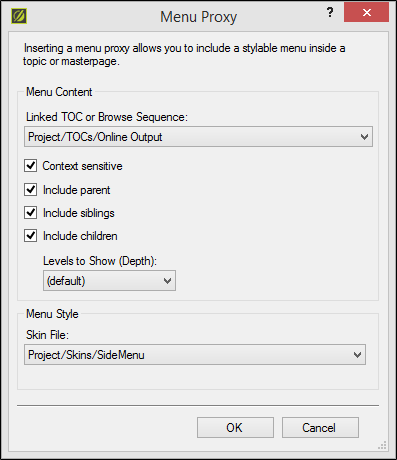 Menu Proxy
?
Inserting a menu proxy allows you to include a stylable menu inside a
topic or masterpage.
Menu Content
Linked TOC or Browse Sequence:
Project/TOCs/Online Output
Context sensitive
Include parent
Include siblings
Include children
Levels to Show (Depth):
(default)
Menu Style
Skin File:
Project/Skins/SideMenu
OK Cancel